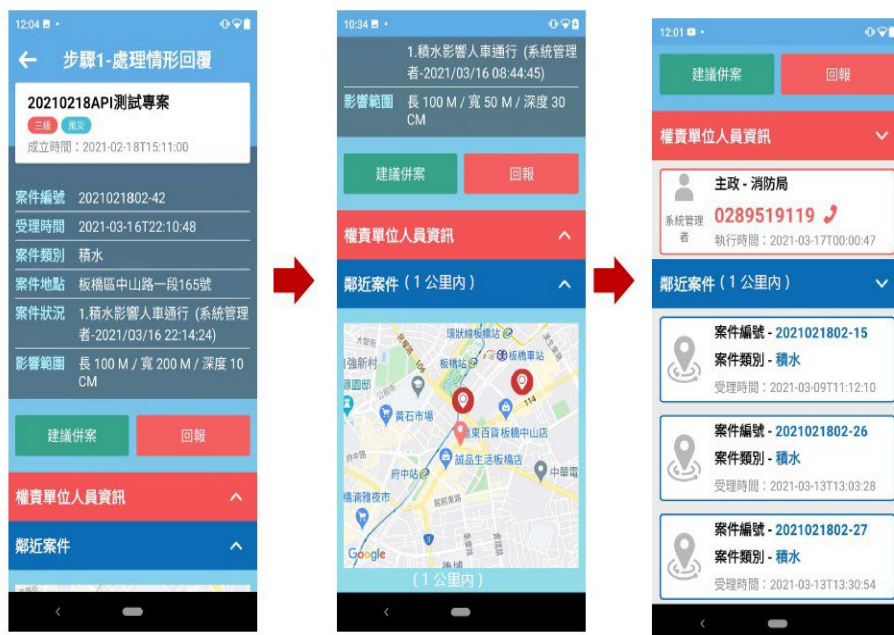 12:04
步驟1-處理情形回覆
20210218API測試專案
三級 風災
成立時間：2021-02-18T15:11:00
案件編號 2021021802-42
受理時間 2021-03-16T22:10:48
案件類別 積水
案件地點 板橋區中山路一段165號
案件狀況 1.積水影響人車通行 (系統管理
者-2021/03/16 22:14:24)
影響範圍 長 100 M / 寬 200 M / 深度 10
CM
建議併案 回報
權責單位人員資訊
鄰近案件
10:34
1.積水影響人車通行 (系統管理
者-2021/03/16 08:44:45)
影響範圍 長 100 M / 寬 50 M / 深度 30
CM
建議併案 回報
權責單位人員資訊
鄰近案件 (1公里內)
環狀線板橋站
自強新村
板橋站
板橋車站
106
114
黃石市場
遠東百貨板橋中山店
府中站
誠品生活板橋店
中華電
湳雅夜市
3
Google
(1公里內)
12:01
建議併案 回報
權責單位人員資訊
主政 - 消防局
系統管理
者
0289519119
執行時間：2021-03-17T00:00:47
鄰近案件 (1公里內)
案件編號 - 2021021802-15
案件類別 - 積水
受理時間：2021-03-09T11:12:10
案件編號 - 2021021802-26
案件類別 - 積水
受理時間：2021-03-13T13:03:28
案件編號 - 2021021802-27
案件類別 - 積水
受理時間：2021-03-13T13:30:54